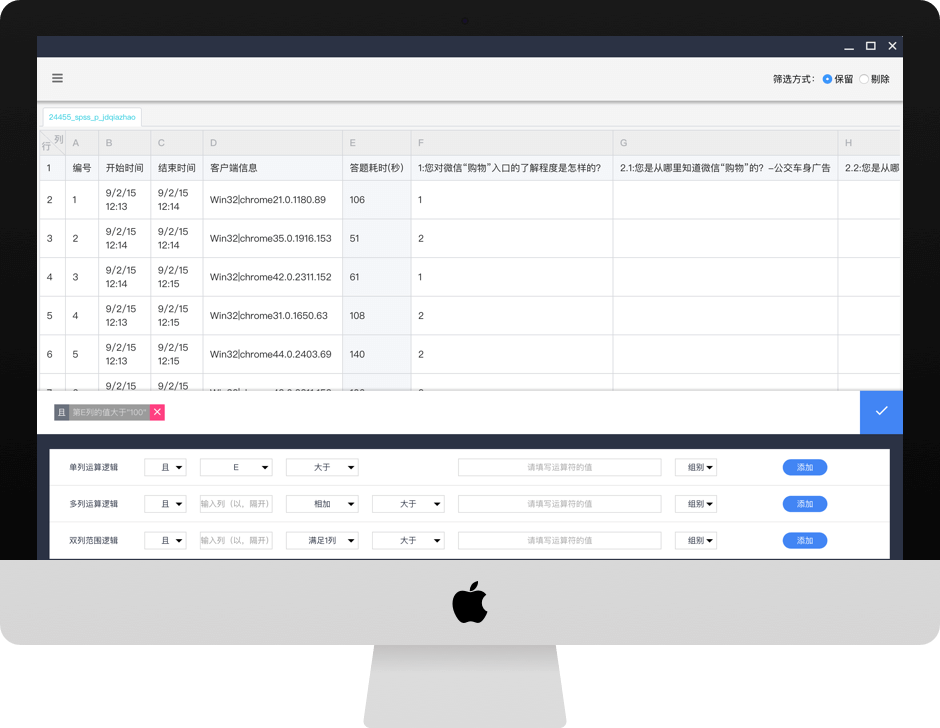 筛选方式: 保留 剔除
24455_spss_p_jdqiazhao
列 行 A B C D E F G H
1 编号 开始时间 结束时间 客户端信息 答题耗时(秒) 1:您对微信“购物”入口的了解程度是怎样的? 2.1:您是从哪里知道微信“购物”的? –公交车身广告 2.2:您是从哪
2 1 9/2/15 12:13 9/2/15 12:14 Win32|chrome21.0.1180.89 106 1
3 2 9/2/15 12:14 9/2/15 12:14 Win32|chrome35.0.1916.153 51 2
4 3 9/2/15 12:14 9/2/15 12:15 Win32|chrome42.0.2311.152 61 1
5 4 9/2/15 12:13 9/2/15 12:15 Win32|chrome31.0.1650.63 108 2
6 5 9/2/15 12:13 9/2/15 12:15 Win32|chrome44.0.2403.69 140 2
9/2/15 9/2/15
且 第E列的值大于“100”
单列运算逻辑 且 E 大于 请填写运算符的值 组别 添加
多列运算逻辑 且 输入列（以，隔开） 相加 大于 请填写运算符的值 组别 添加
双列范围逻辑 且 输入列（以，隔开） 满足1列 大于 请填写运算符的值 组别 添加